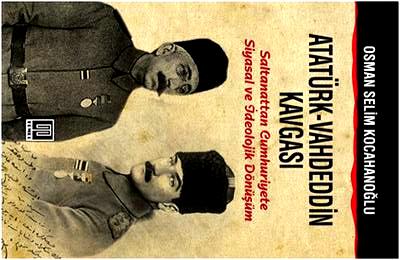 OSMAN SELİM KOCAHANOĞLU
ATATÜRK-VAHDEDDİN
KAVGASI
Saltanattan Cumhuriyete
Siyasal ve İdeolojik Dönüşüm